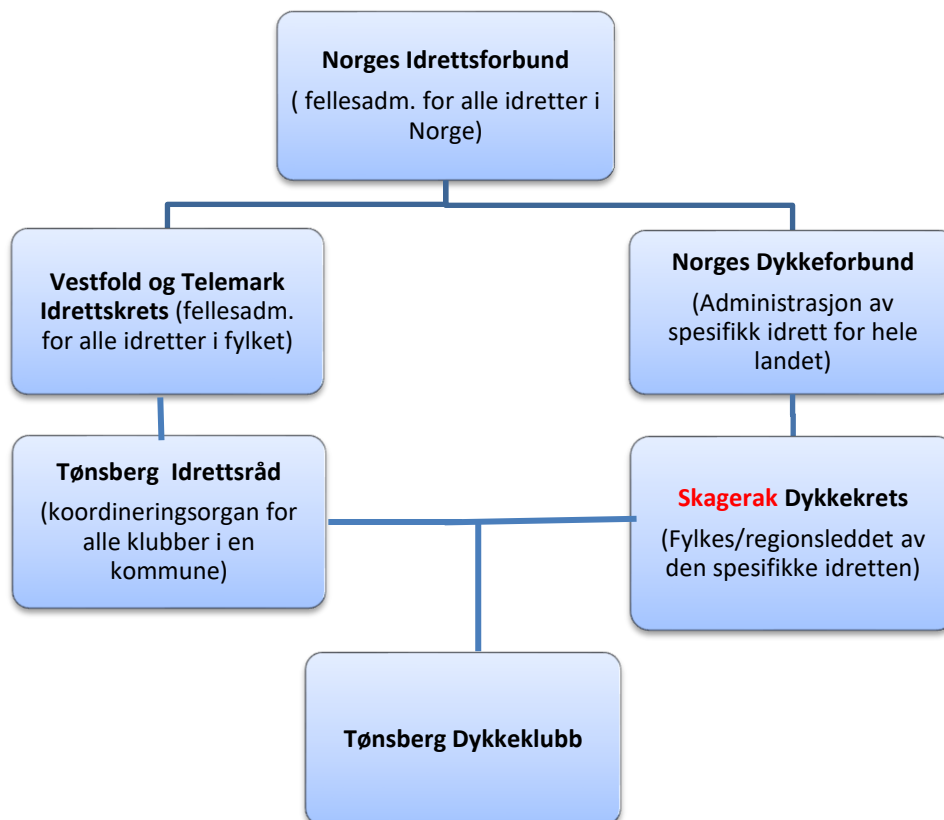 Norges Idrettsforbund
( fellesadm. for alle idretter i
Norge)
Vestfold og Telemark
Idrettskrets (fellesadm.
for alle idretter i fylket)
Norges Dykkeforbund
(Administrasjon av
spesifikk idrett for hele
landet)
Tønsberg Idrettsråd
(koordineringsorgan for
alle klubber i en
kommune)
Skagerak Dykkekrets
(Fylkes/regionsleddet av
den spesifikke idretten)
Tønsberg Dykkeklubb